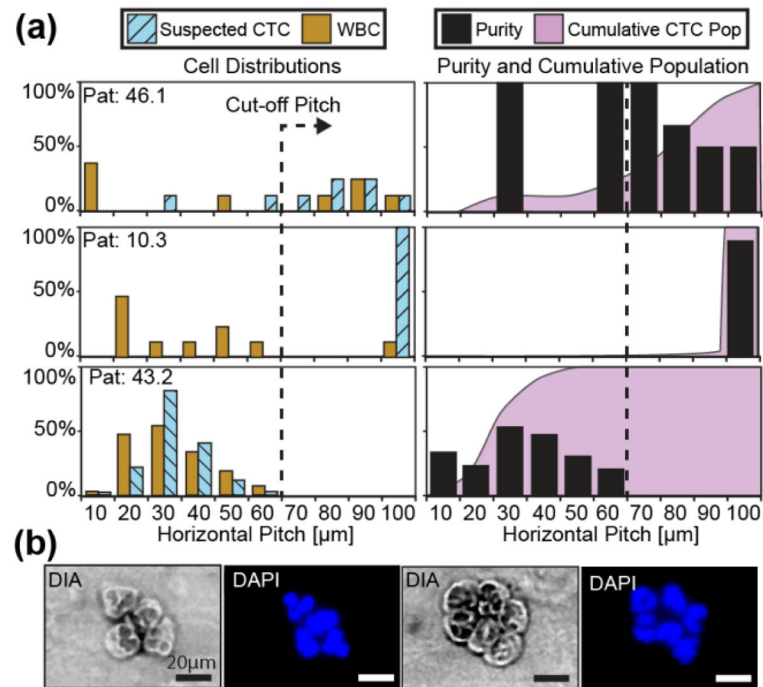 (a)
Suspected CTC WBC
Purity Cumulative CTC Pop
Cell Distributions
Purity and Cumulative Population
100%
50%
0%
Pat: 46.1
Cut-off Pitch
100%
50%
0%
Pat: 10.3
100%
50%
0%
Pat: 43.2
10 20 30 40 50 60 70 80 90 100
Horizontal Pitch [µm]
10 20 30 40 50 60 70 80 90 100
Horizontal Pitch [µm]
(b)
DIA
20µm
DAPI
DIA
DAPI